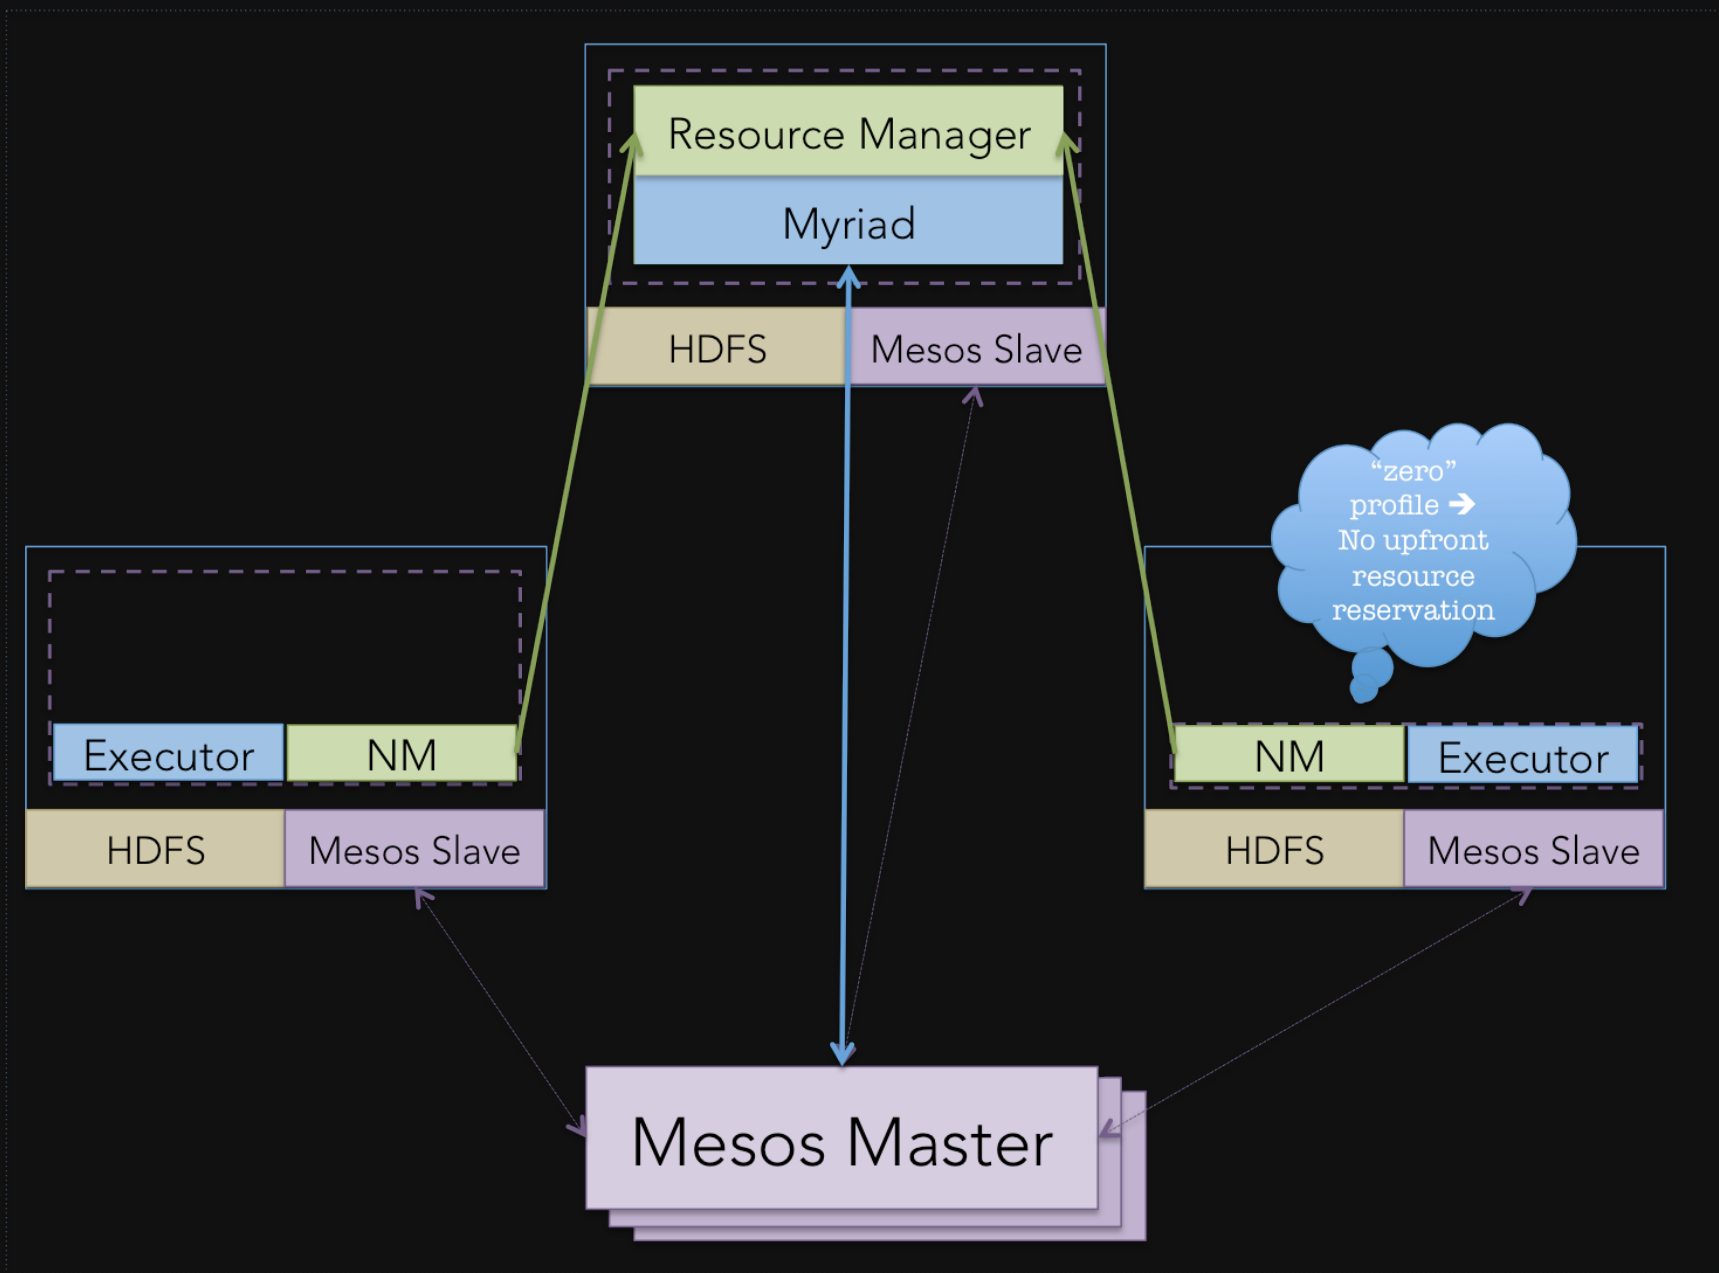 Resource Manager
Myriad
HDFS
Mesos Slave
“zero”
profile ➔
No upfront
resource
reservation
Executor
NM
HDFS
Mesos Slave
NM
Executor
HDFS
Mesos Slave
Mesos Master